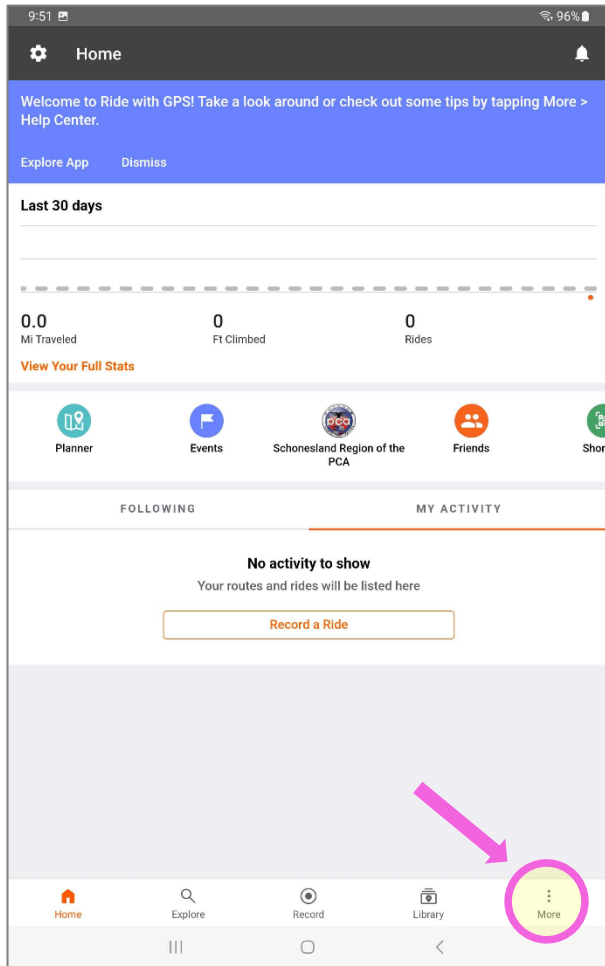 9:51 96%
Home
Welcome to Ride with GPS! Take a look around or check out some tips by tapping More >
Help Center.
Explore App Dismiss
Last 30 days
0.0 0 0
Mi Traveled Ft Climbed Rides
View Your Full Stats
pca
Planner Events Schonesland Region of the Friends Shor
PCA
FOLLOWING MY ACTIVITY
No activity to show
Your routes and rides will be listed here
Record a Ride
Home Explore Record Library More